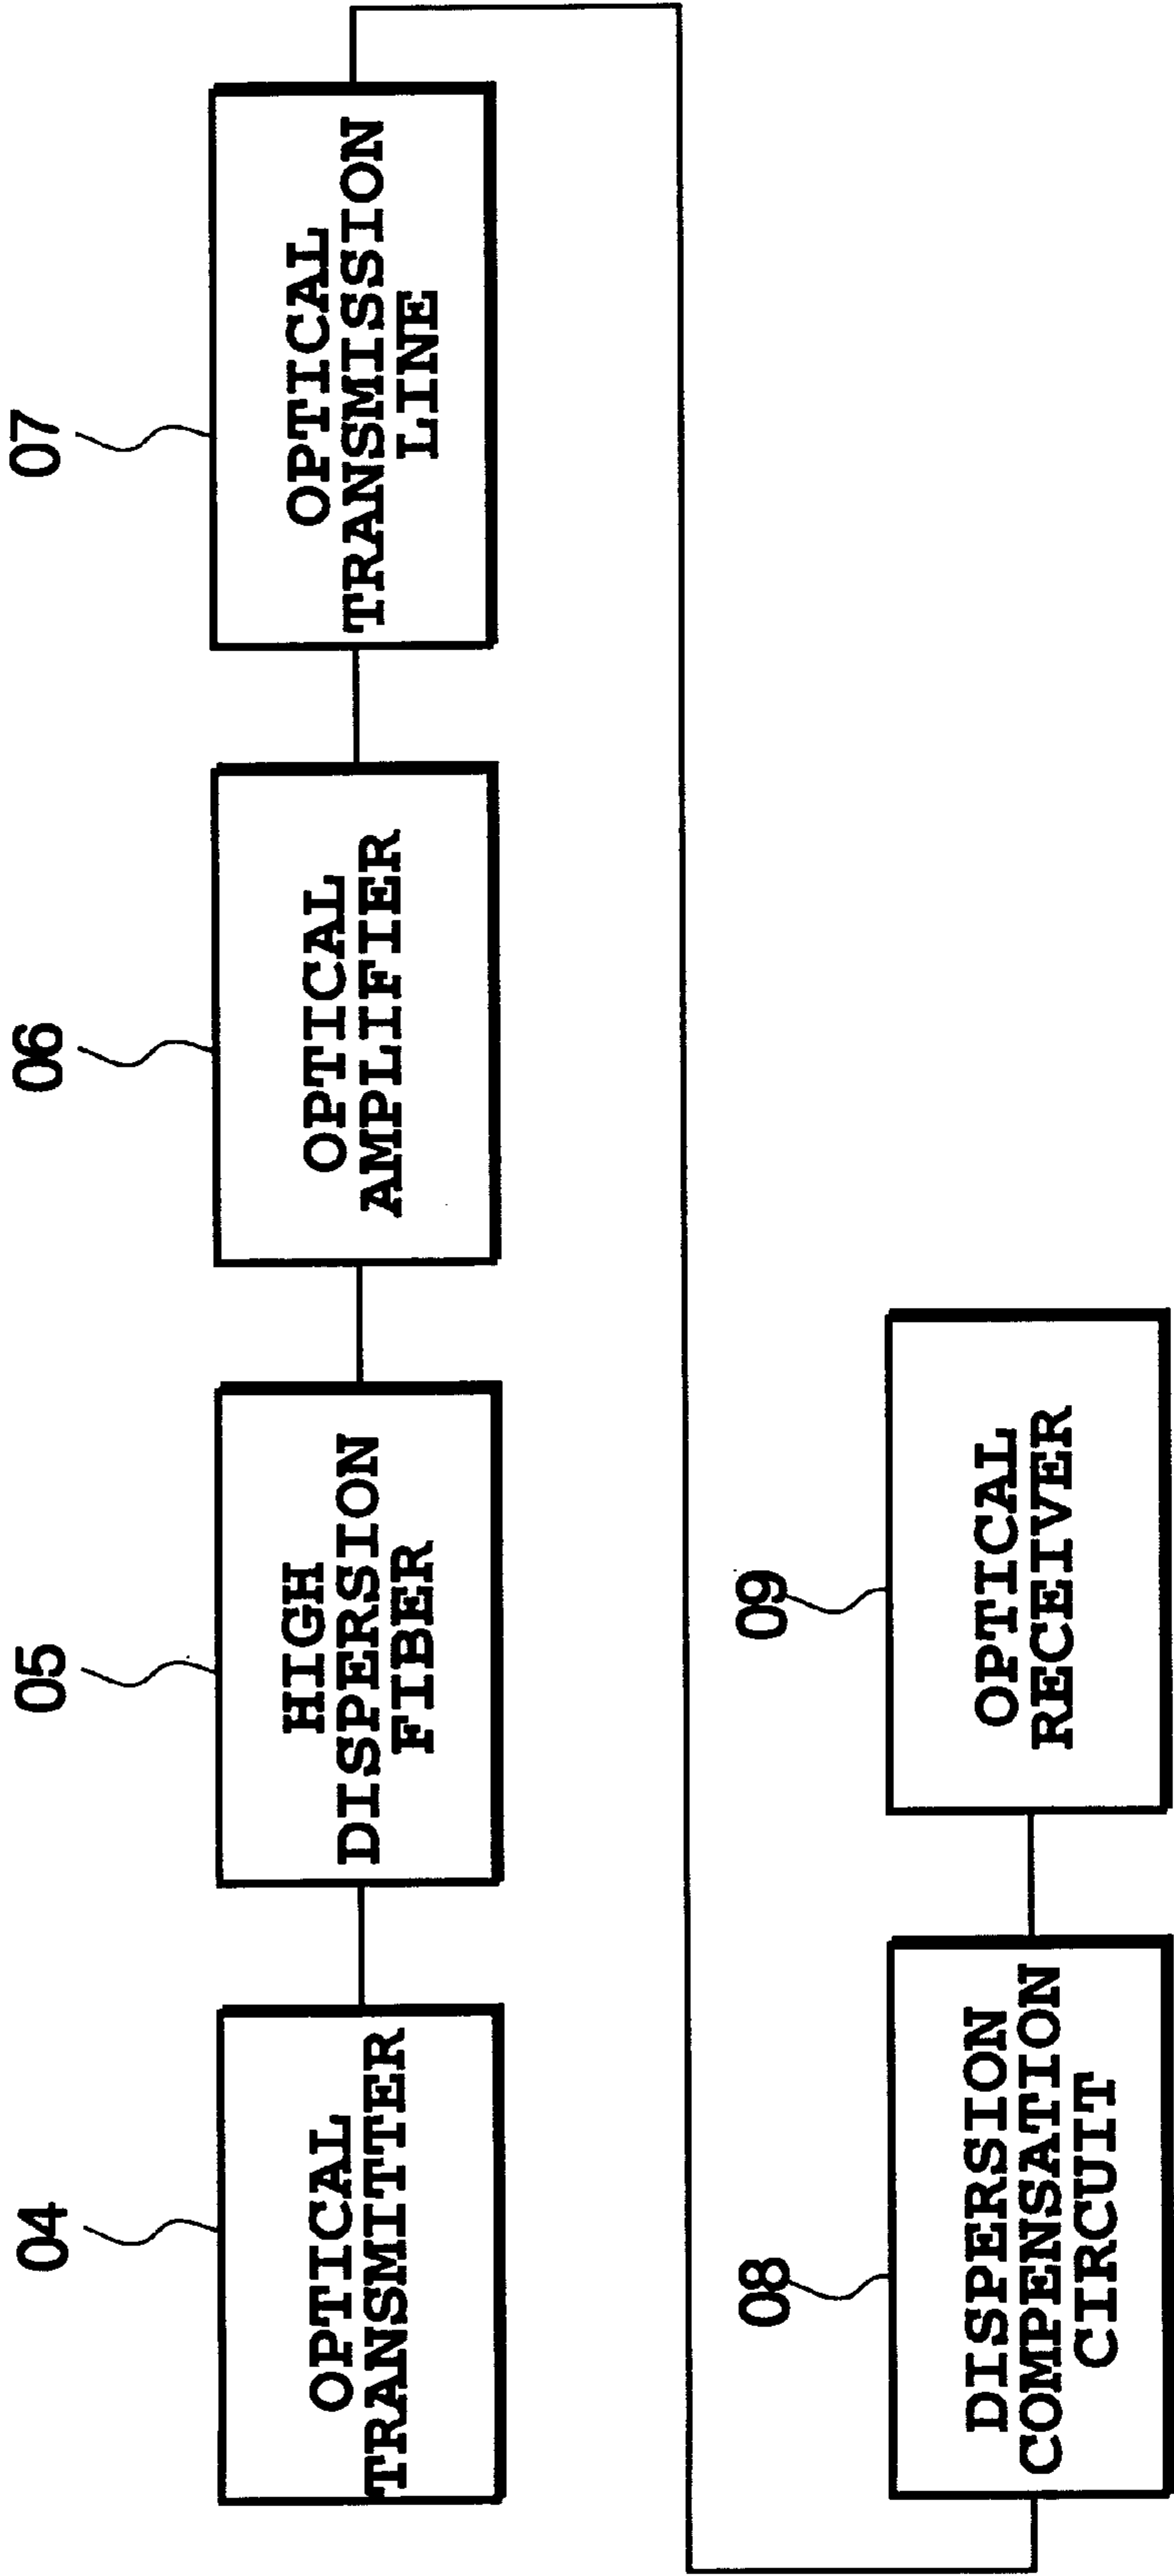 04
OPTICAL
TRANSMITTER
05
HIGH
DISPERSION
FIBER
06
OPTICAL
AMPLIFIER
07
OPTICAL
TRANSMISSION
LINE
08
DISPERSION
COMPENSATION
CIRCUIT
09
OPTICAL
RECEIVER